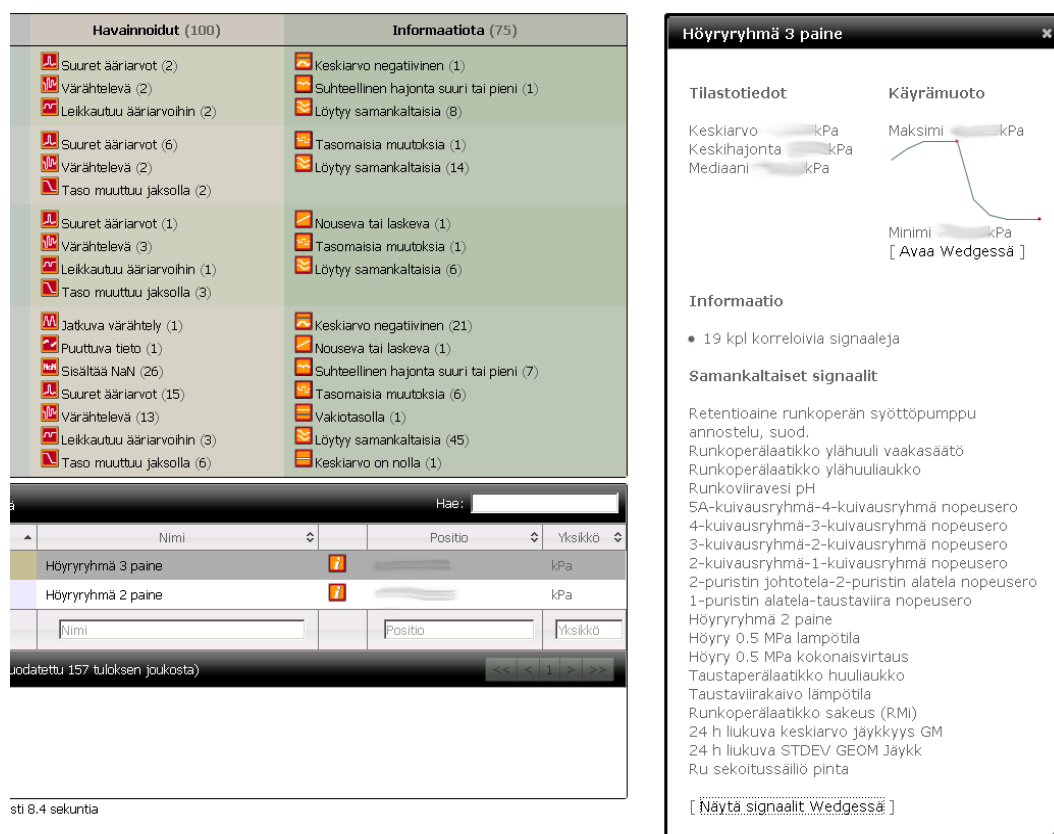 Havainnoidut (100)
Informaatiota (75)
Suuret ääriarvot (2)
Värähtelevä (2)
Leikkautuu ääriarvoihin (2)
Keskiarvo negatiivinen (1)
Suhteellinen hajonta suuri tai pieni (1)
Löytyy samankaltaisia (8)
Suuret ääriarvot (6)
Värähtelevä (2)
Taso muuttuu jaksolla (2)
Tasomaisia muutoksia (1)
Löytyy samankaltaisia (14)
Suuret ääriarvot (1)
Värähtelevä (3)
Leikkautuu ääriarvoihin (1)
Taso muuttuu jaksolla (3)
Nouseva tai laskeva (1)
Tasomaisia muutoksia (1)
Löytyy samankaltaisia (6)
Jatkuva värähtely (1)
Puuttuva tieto (1)
NaN Sisältää NaN (26)
Suuret ääriarvot (15)
Värähtelevä (13)
Leikkautuu ääriarvoihin (3)
Taso muuttuu jaksolla (6)
Keskiarvo negatiivinen (21)
Nouseva tai laskeva (1)
Suhteellinen hajonta suuri tai pieni (7)
Tasomaisia muutoksia (6)
Vakiotasolla (1)
Löytyy samankaltaisia (45)
Keskiarvo on nolla (1)
ä
Hae:
Nimi
Positio
Yksikkö
Höyryryhmä 3 paine
i
kPa
Höyryryhmä 2 paine
i
kPa
Nimi
Positio
Yksikkö
uodatettu 157 tuloksen joukosta)
<< < 1 > >>
sti 8.4 sekuntia
Höyryryhmä 3 paine
Tilastotiedot
Keskiarvo kPa
Keskihajonta kPa
Mediaani kPa
Käyrämuoto
Maksimi kPa
Minimi kPa
[ Avaa Wedgessä ]
Informaatio
• 19 kpl korreloivia signaaleja
Samankaltaiset signaalit
Retentioaine runkoperän syöttöpumppu
annostelu, suod.
Runkoperälaatikko ylähuuli vaakasäätö
Runkoperälaatikko ylähuuliaukko
Runkoviiravesi pH
5A-kuivausryhmä-4-kuivausryhmä nopeusero
4-kuivausryhmä-3-kuivausryhmä nopeusero
3-kuivausryhmä-2-kuivausryhmä nopeusero
2-kuivausryhmä-1-kuivausryhmä nopeusero
2-puristin johtotela-2-puristin alatela nopeusero
1-puristin alatela-taustaviira nopeusero
Höyryryhmä 2 paine
Höyry 0.5 MPa lampötila
Höyry 0.5 MPa kokonaisvirtaus
Taustaperälaatikko huuliaukko
Taustaviirakaivo lämpötila
Runkoperälaatikko sakeus (RMi)
24 h liukuva keskiarvo jäykkyys GM
24 h liukuva STDEV GEOM Jäykk
Ru sekoitussäiliö pinta
[ Näytä signaalit Wedgessä ]